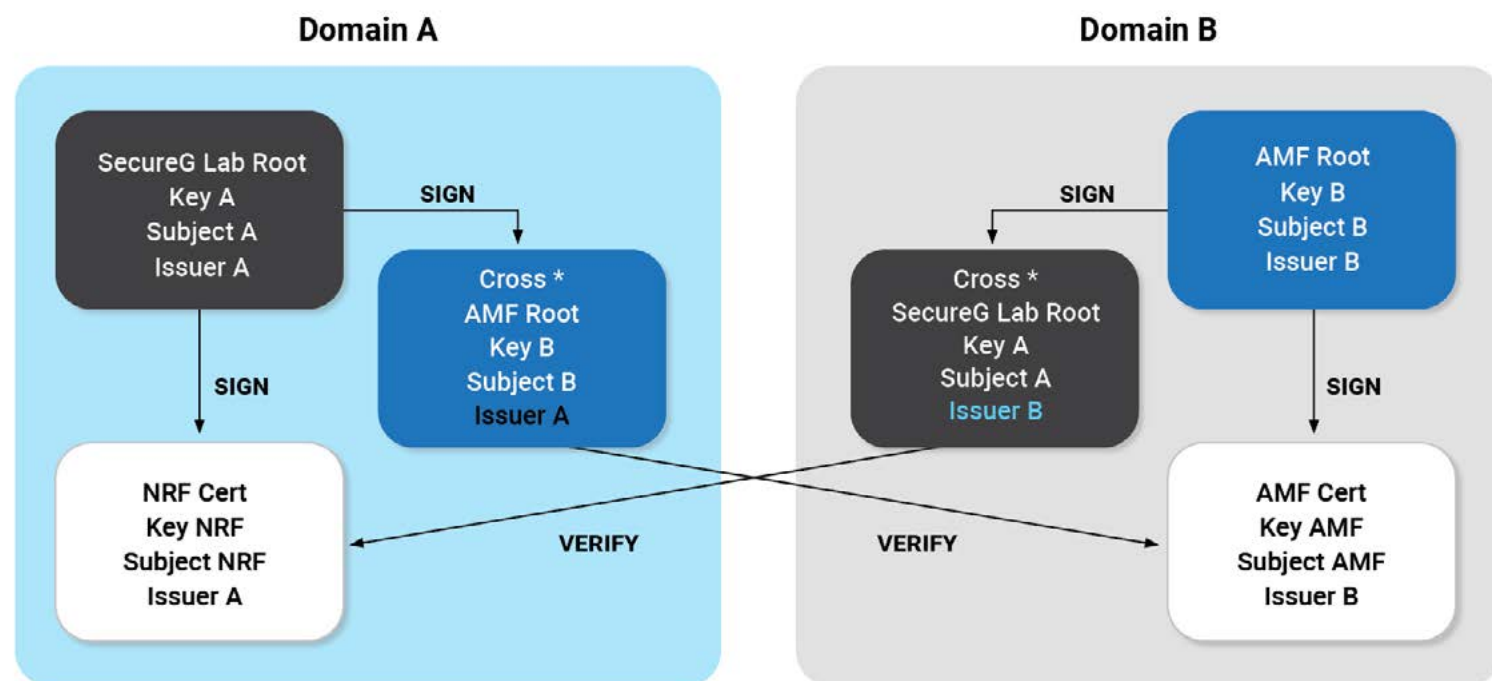 Domain A
Domain B
SecureG Lab Root
Key A
Subject A
Issuer A
SIGN
Cross *
AMF Root
Key B
Subject B
Issuer A
SIGN
NRF Cert
Key NRF
Subject NRF
Issuer A
VERIFY
AMF Root
Key B
Subject B
Issuer B
SIGN
Cross *
SecureG Lab Root
Key A
Subject A
Issuer B
SIGN
AMF Cert
Key AMF
Subject AMF
Issuer B
VERIFY